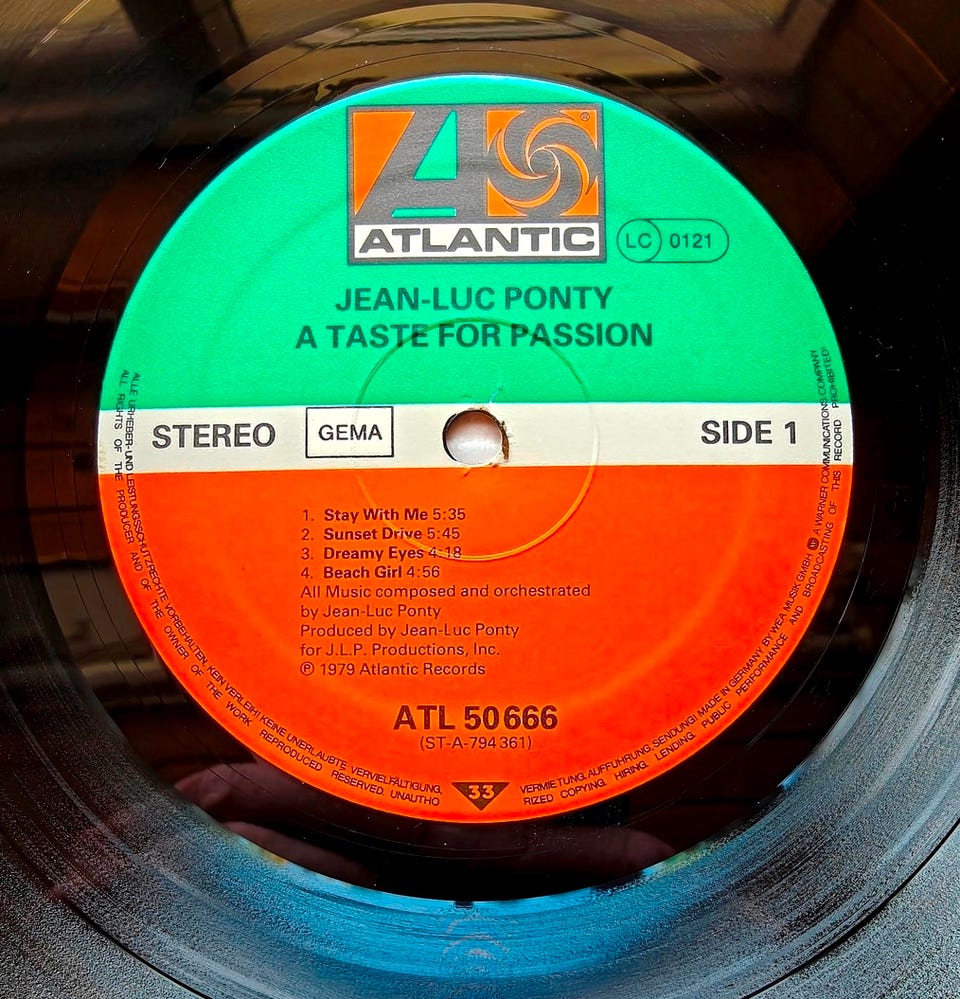 ATLANTIC ®
LC 0121
JEAN-LUC PONTY
A TASTE FOR PASSION
STEREO GEMA SIDE 1
1. Stay With Me 5:35
2. Sunset Drive 5:45
3. Dreamy Eyes 4:18
4. Beach Girl 4:56
All Music composed and orchestrated
by Jean-Luc Ponty
Produced by Jean-Luc Ponty
for J.L.P. Productions, Inc.
℗ 1979 Atlantic Records
ATL 50 666
(ST-A-794 361)
33
ALLE URHEBER-UND LEISTUNGSSCHUTZRECHTE VORBEHALTEN. KEIN VERLEIH! KEINE UNERLAUBTE VERVIELFÄLTIGUNG, VERMIETUNG, AUFFÜHRUNG, SENDUNG! MADE IN GERMANY BY WEA MUSIK GMBH A WARNER COMMUNICATIONS COMPANY
ALL RIGHTS OF THE PRODUCER AND OF THE OWNER OF THE WORK REPRODUCED RESERVED. UNAUTHORIZED COPYING. HIRING. LENDING. PUBLIC PERFORMANCE AND BROADCASTING OF THIS RECORD PROHIBITED!